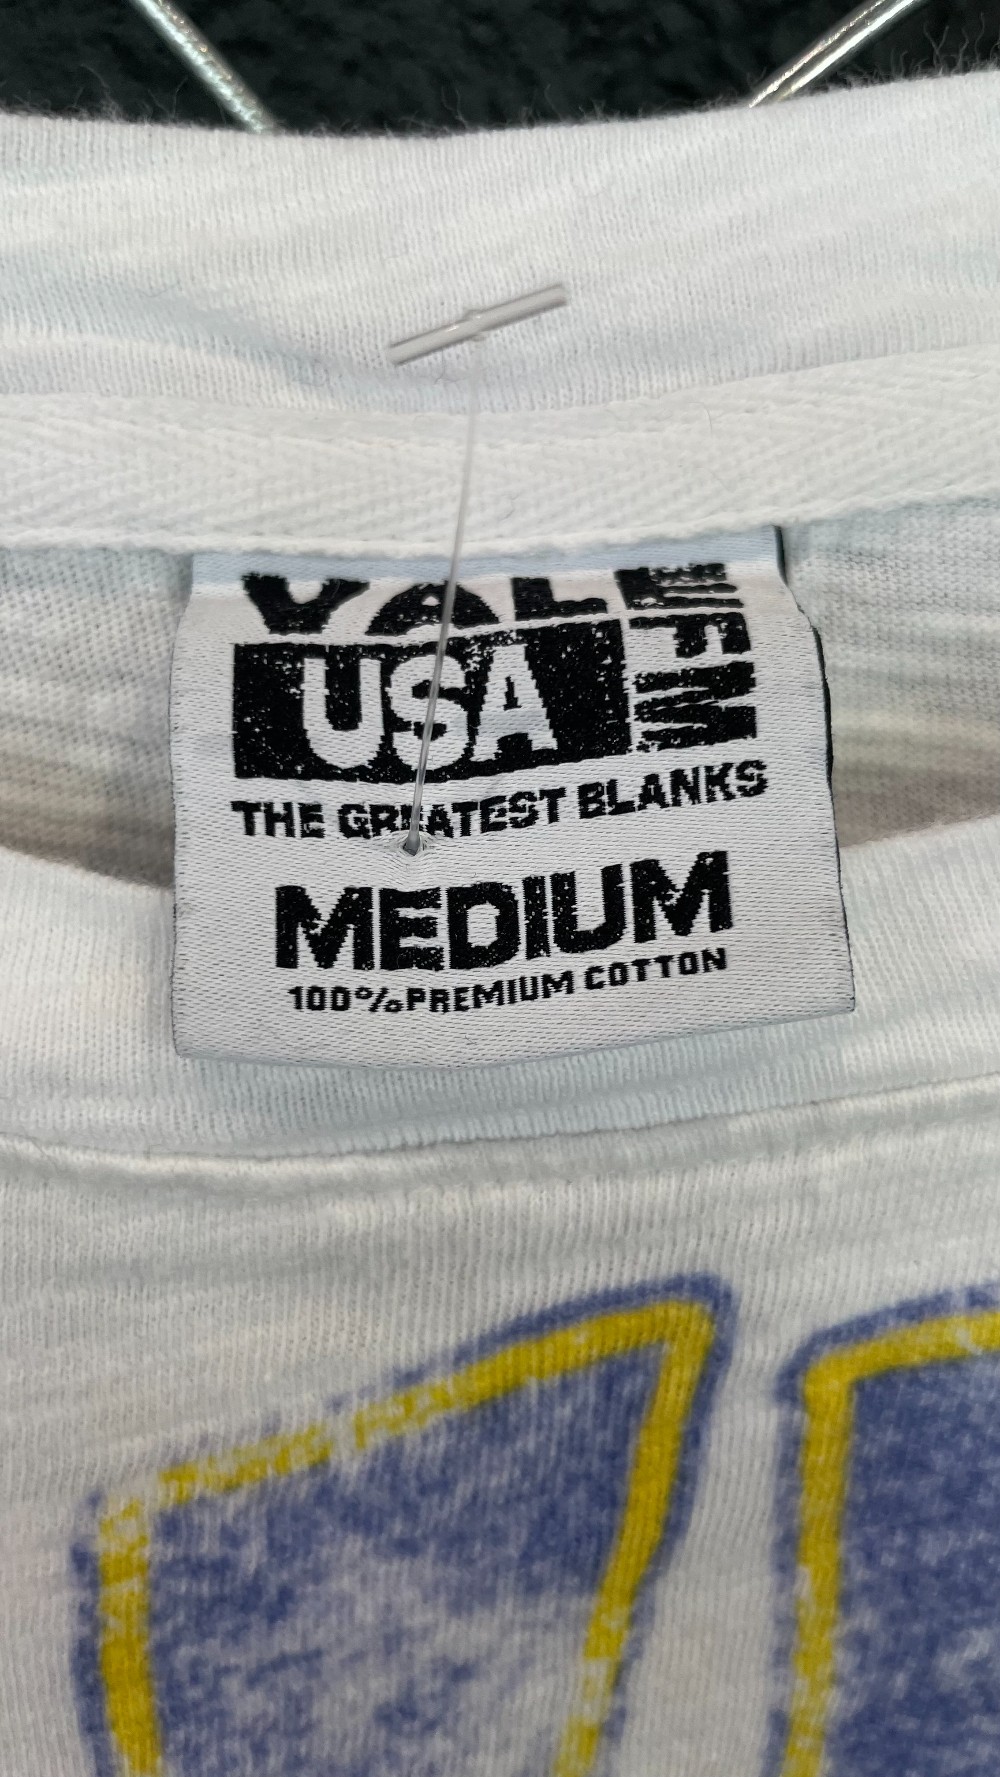 USA
THE GREATEST BLANKS
MEDIUM
100% PREMIUM COTTON